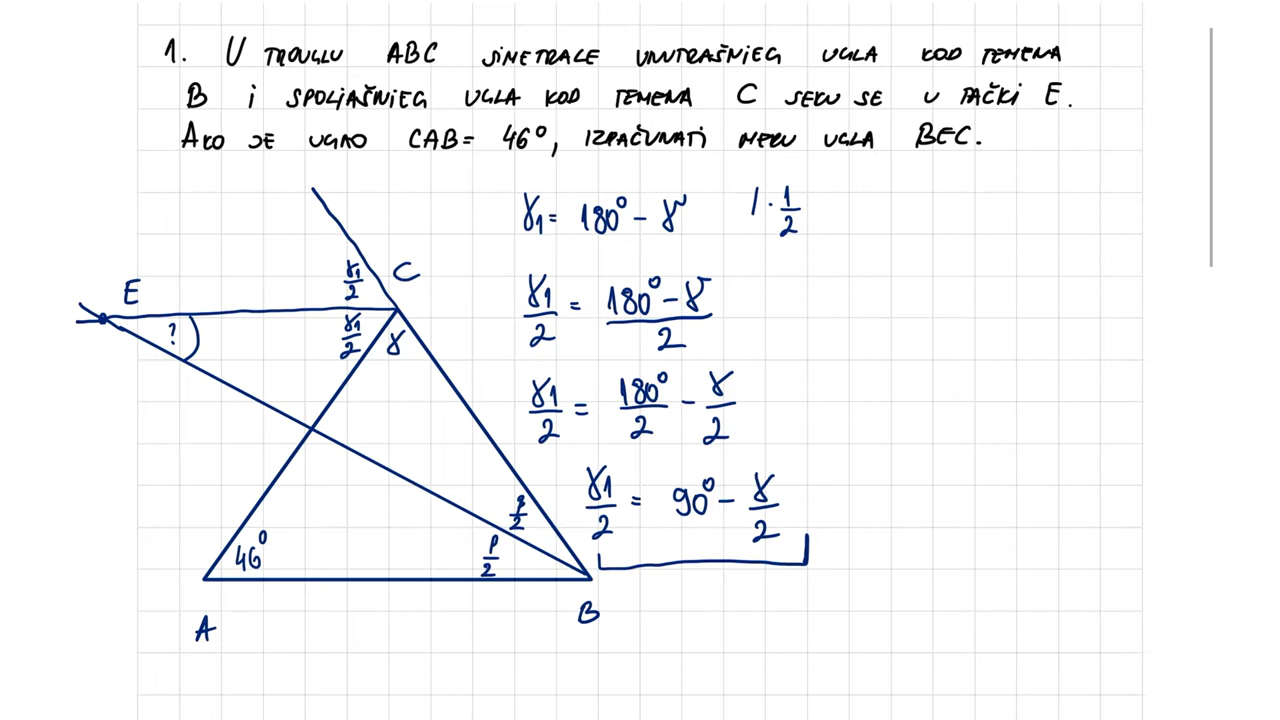 1. U TROUGLU ABC SIMETRALE UNUTRAŠNJEG UGLA KOD TEMENA
B I SPOLJAŠNJEG UGLA KOD TEMENA C SEKU SE U TAČKI E.
AKO JE UGAO CAB = 46°, IZRAČUNATI MERU UGLA BEC.
γ1 = 180° - γ / · 1/2
γ1/2 = (180° - γ)/2
γ1/2 = 180°/2 - γ/2
γ1/2 = 90° - γ/2
E
C
γ1/2
?
γ1/2
γ
β/2
β/2
46°
A
B